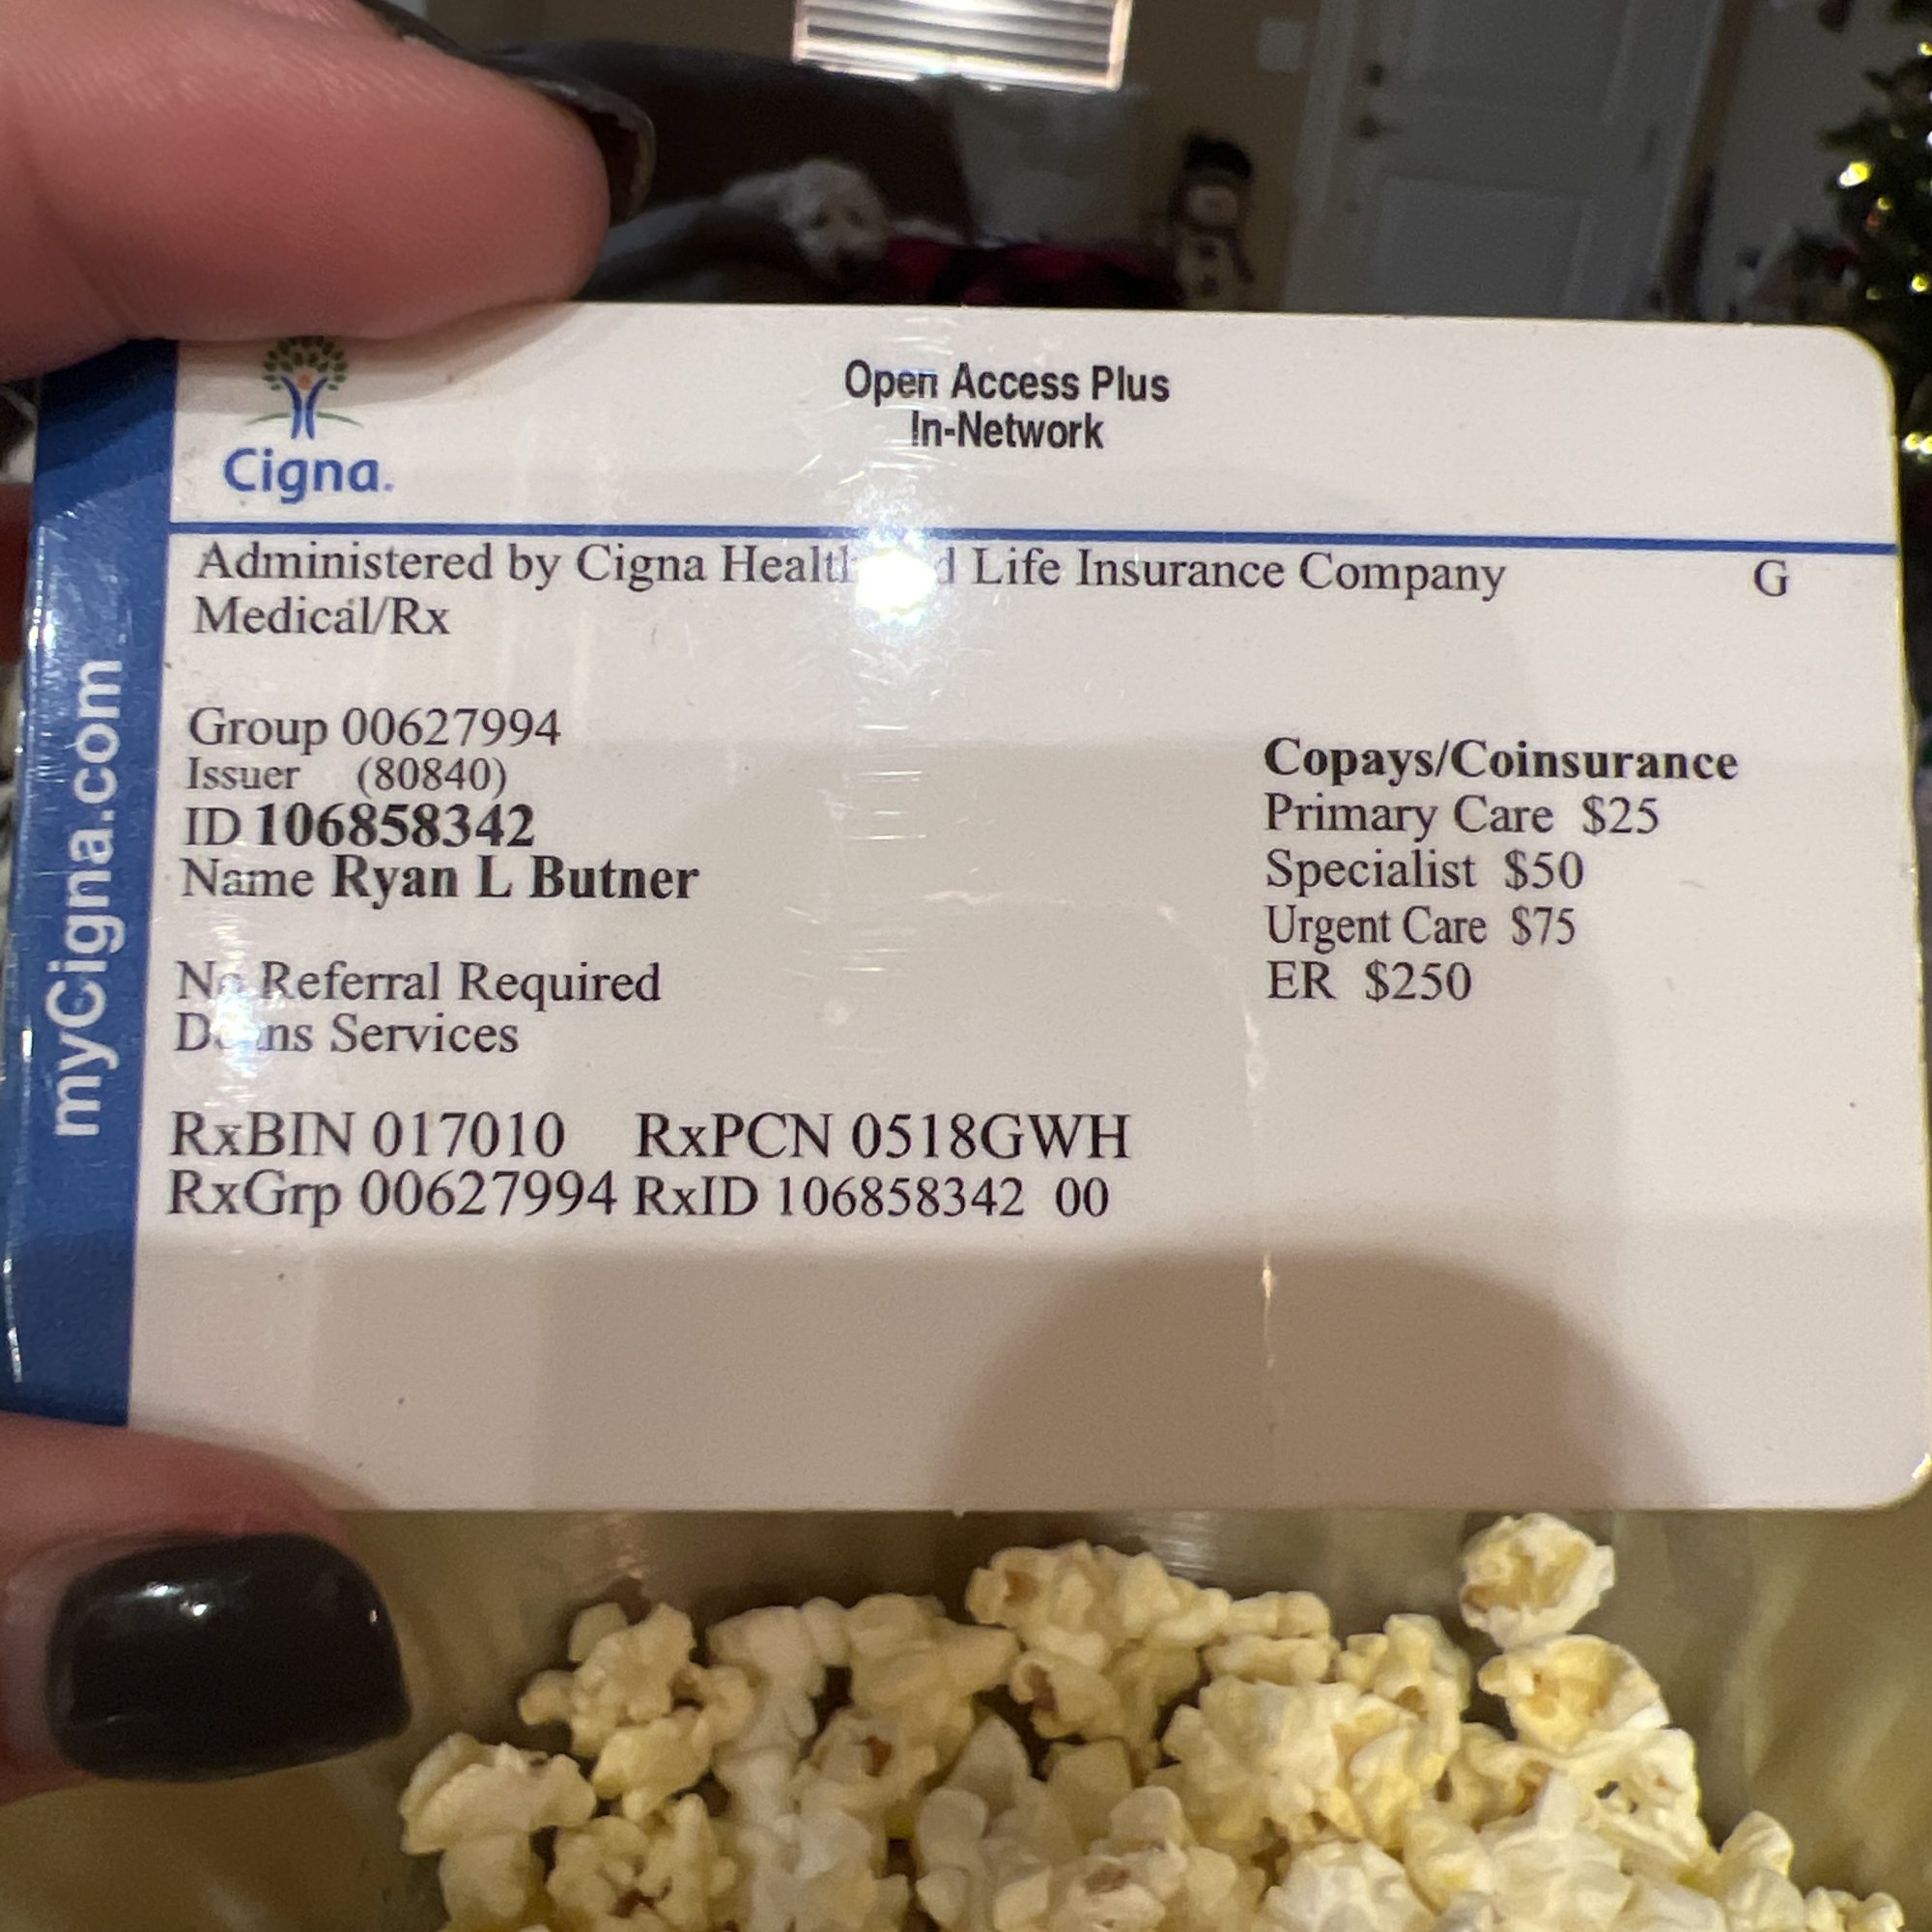 Cigna.
Open Access Plus
In-Network
Administered by Cigna Health Life Insurance Company G
Medical/Rx
Group 00627994
Issuer (80840)
ID 106858342
Name Ryan L Butner
No Referral Required
Services
Copays/Coinsurance
Primary Care $25
Specialist $50
Urgent Care $75
ER $250
RxBIN 017010 RxPCN 0518GWH
RxGrp 00627994 RxID 106858342 00
myCigna.com